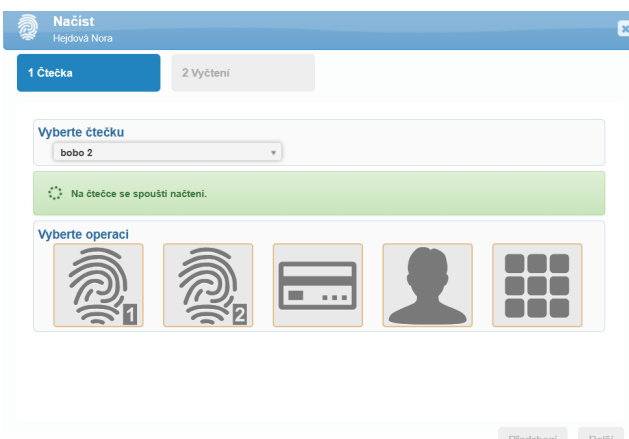 Načíst
Hejdová Nora
1 Čtečka
2 Vyčtení
Vyberte čtečku
bobo 2
Na čtečce se spouští načtení.
Vyberte operaci
1
2